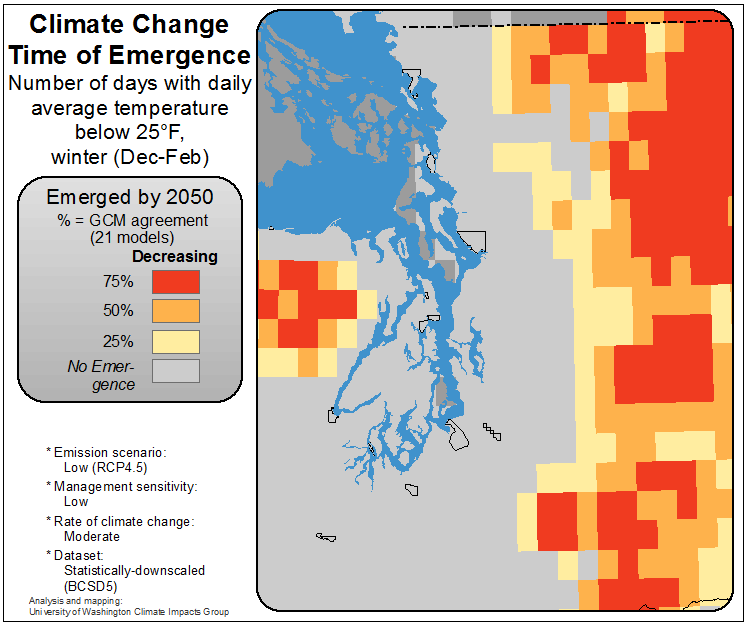 Climate Change
Time of Emergence
Number of days with daily
average temperature
below 25°F,
winter (Dec-Feb)
Emerged by 2050
% = GCM agreement
(21 models)
Decreasing
75%
50%
25%
No Emer-
gence
* Emission scenario:
Low (RCP4.5)
* Management sensitivity:
Low
* Rate of climate change:
Moderate
* Dataset:
Statistically-downscaled
(BCSD5)
Analysis and mapping:
University of Washington Climate Impacts Group